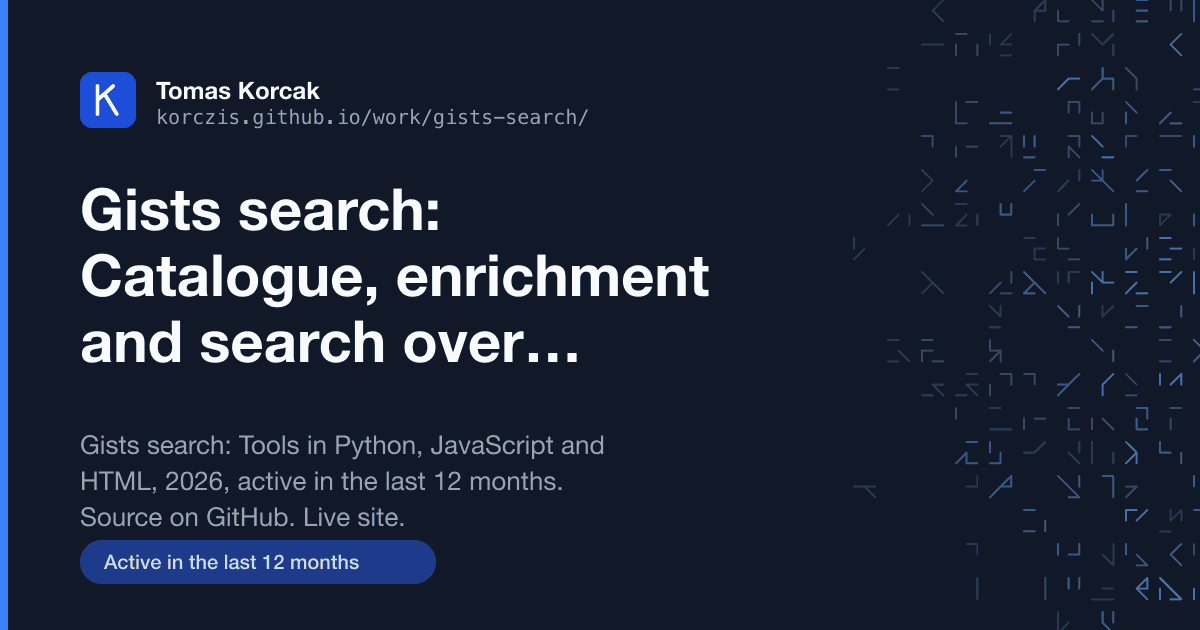 K
Tomas Korcak
korczis.github.io/work/gists-search/
Gists search:
Catalogue, enrichment
and search over…
Gists search: Tools in Python, JavaScript and
HTML, 2026, active in the last 12 months.
Source on GitHub. Live site.
Active in the last 12 months